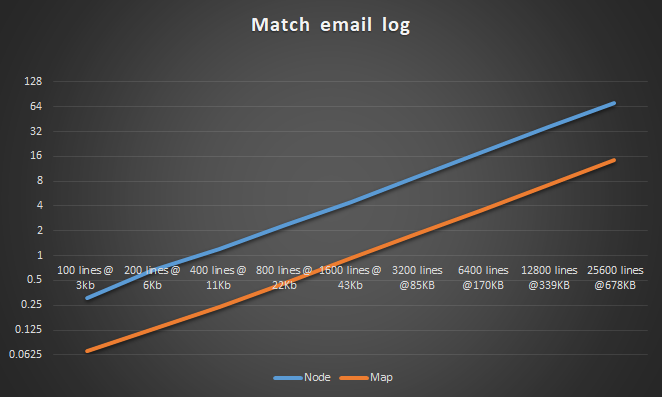 Match email log
128
64
32
16
8
4
2
1
0.5
0.25
0.125
0.0625
100 lines @
3kb
200 lines @
6Kb
400 lines @
11Kb
800 lines @
22Kb
1600 lines @
43Kb
3200 lines
@85KB
6400 lines
@170KB
12800 lines
@339KB
25600 lines
@678KB
Node
Map